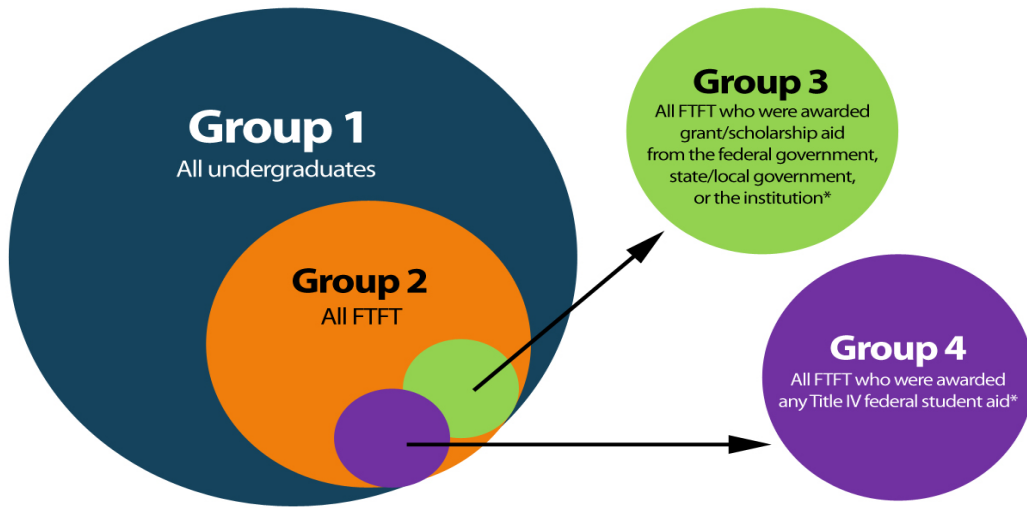 Group 1
All undergraduates
Group 2
All FTFT
Group 3
All FTFT who were awarded
grant/scholarship aid
from the federal government,
state/local government,
or the institution*
Group 4
All FTFT who were awarded
any Title IV federal student aid*